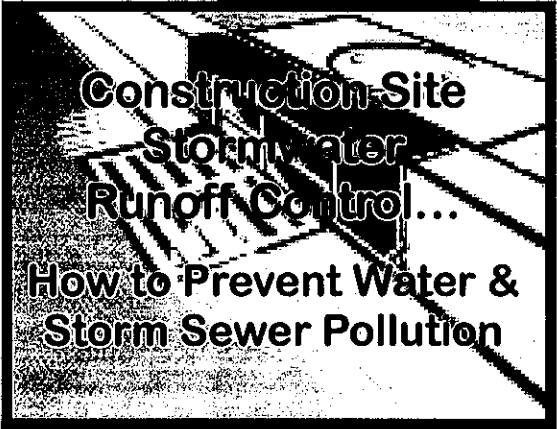 Construction Site
Stormwater
Runoff Control...
How to Prevent Water &
Storm Sewer Pollution